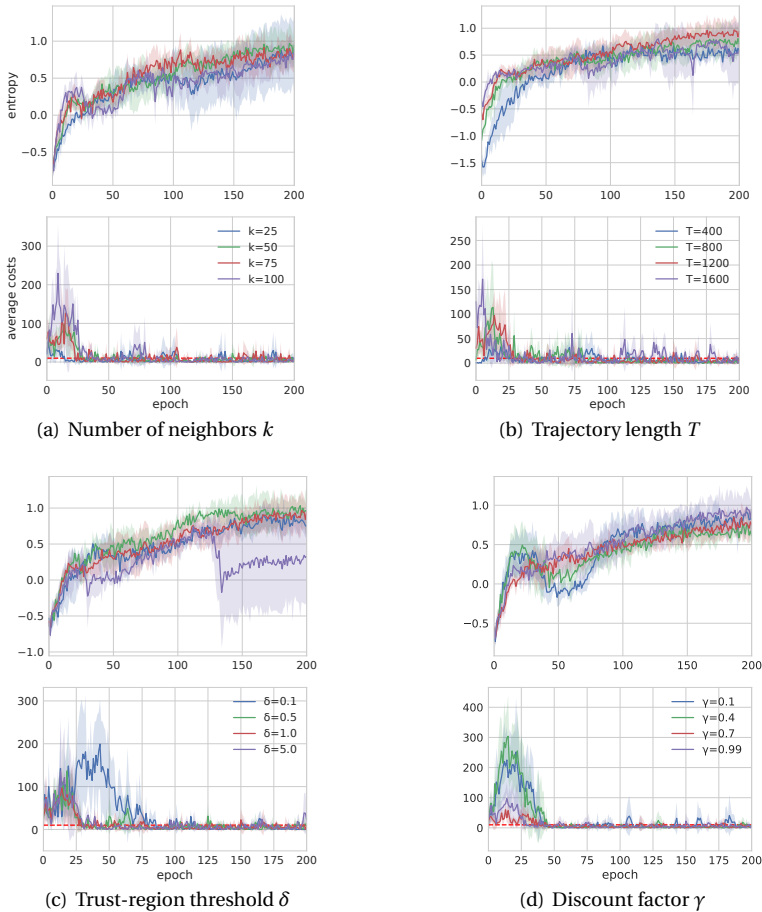 1.0
0.5
0.0
−0.5
entropy
0 50 100 150 200
300
200
100
0
average costs
k=25
k=50
k=75
k=100
0 50 100 150 200
epoch
(a) Number of neighbors k
1.0
0.5
0.0
−0.5
−1.0
−1.5
0 50 100 150 200
250
200
150
100
50
0
T=400
T=800
T=1200
T=1600
0 25 50 75 100 125 150 175 200
epoch
(b) Trajectory length T
1.0
0.5
0.0
−0.5
−1.0
0 50 100 150 200
300
200
100
0
δ=0.1
δ=0.5
δ=1.0
δ=5.0
0 25 50 75 100 125 150 175 200
epoch
(c) Trust-region threshold δ
1.0
0.5
0.0
−0.5
0 50 100 150 200
400
300
200
100
0
γ=0.1
γ=0.4
γ=0.7
γ=0.99
0 25 50 75 100 125 150 175 200
epoch
(d) Discount factor γ